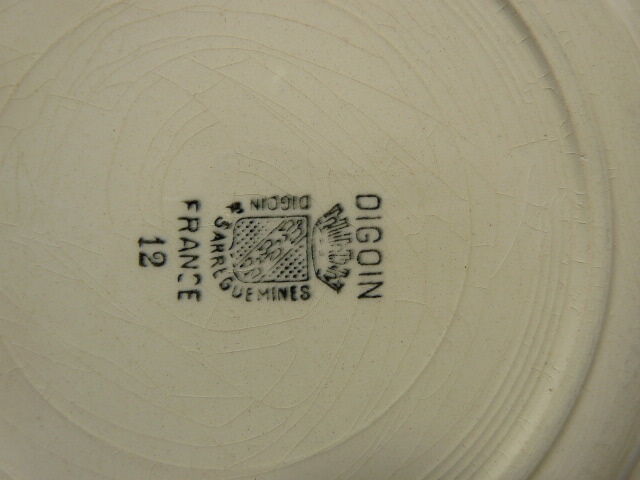 DIGOIN
DIGOIN
& SARREGUEMINES
FRANCE
12